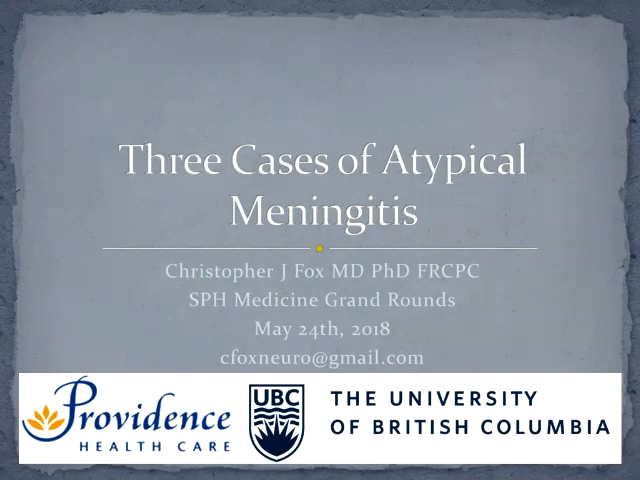 Three Cases of Atypical
Meningitis
Christopher J Fox MD PhD FRCPC
SPH Medicine Grand Rounds
May 24th, 2018
cfoxneuro@gmail.com
Providence
HEALTH CARE
UBC
THE UNIVERSITY
OF BRITISH COLUMBIA